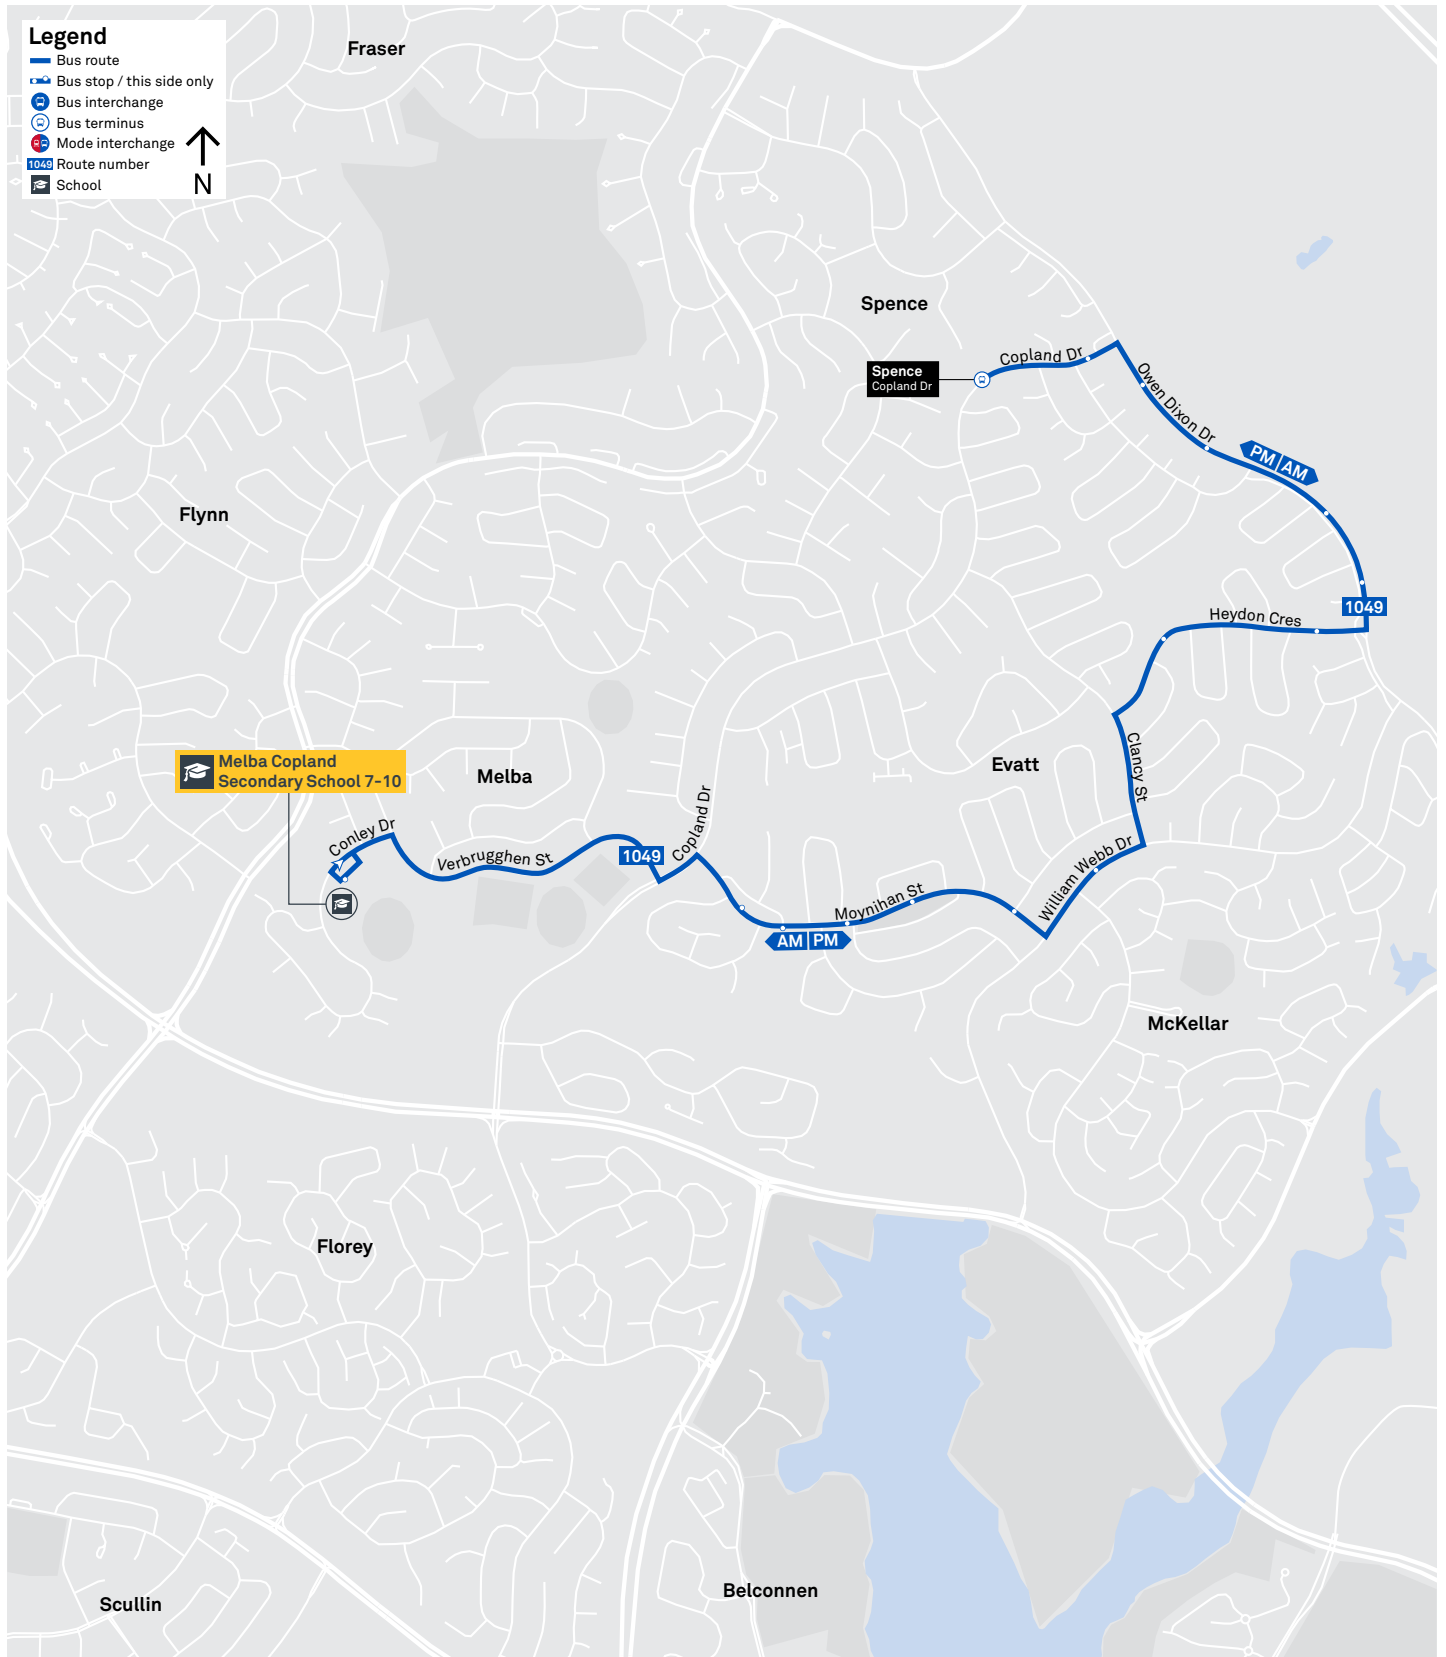 Legend
Bus route
Bus stop / this side only
Bus interchange
Bus terminus
Mode interchange
1049 Route number
School
N
Fraser
Spence
Copland Dr
Spence
Copland Dr
Owen Dixon Dr
PM AM
Flynn
1049
Heydon Cres
Clancy St
Melba Copland
Secondary School 7-10
Melba
Evatt
Copland Dr
Conley Dr
Verbrugghen St
1049
William Webb Dr
Moynihan St
AM PM
McKellar
Florey
Belconnen
Scullin